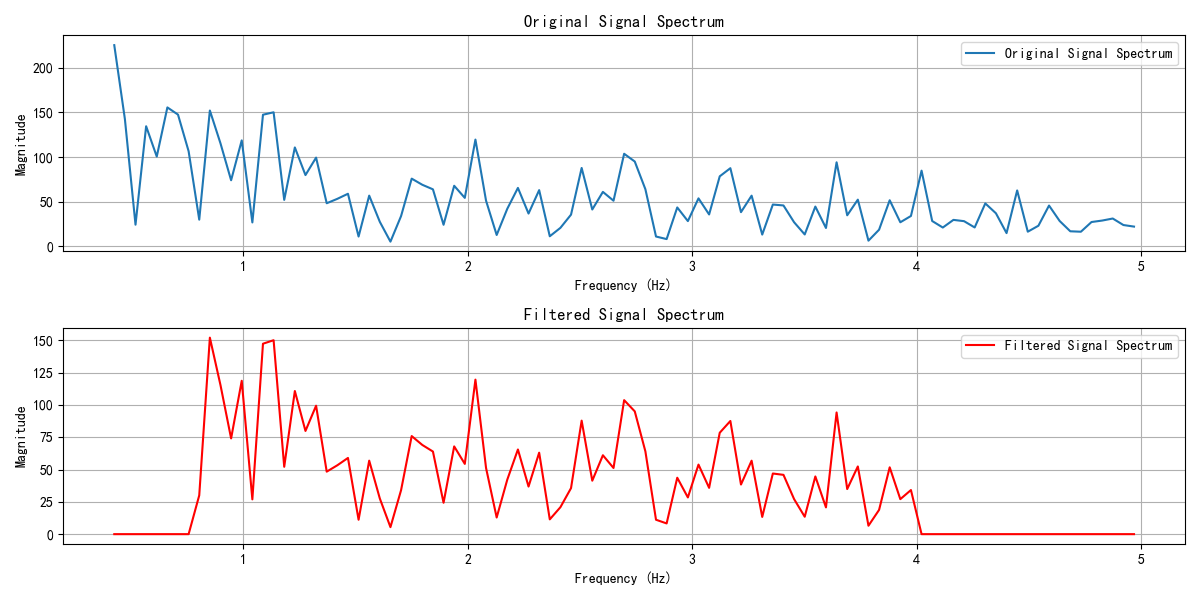 Original Signal Spectrum
Original Signal Spectrum
Magnitude
200
150
100
50
0
1 2 3 4 5
Frequency (Hz)
Filtered Signal Spectrum
Filtered Signal Spectrum
Magnitude
150
125
100
75
50
25
0
1 2 3 4 5
Frequency (Hz)